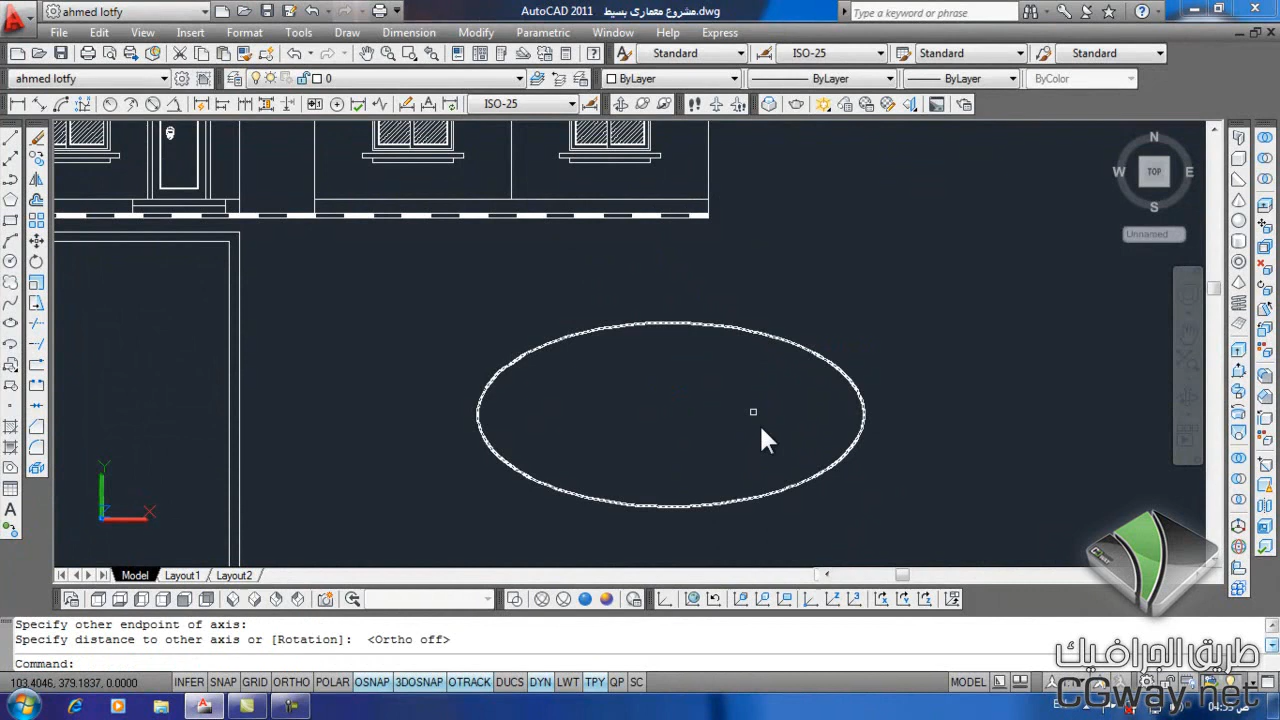 ahmed lotfy
AutoCAD 2011 مشروع معمارى بسيط.dwg
Type a keyword or phrase
File Edit View Insert Format Tools Draw Dimension Modify Parametric Window Help Express
Standard ISO-25 Standard Standard
ahmed lotfy 0 ByLayer ByLayer ByLayer ByColor
ISO-25
N
W TOP E
S
Unnamed
Y
X
Model Layout1 Layout2
Specify other endpoint of axis:
Specify distance to other axis or [Rotation]: <Ortho off>
Command:
103.4046, 379.1837, 0.0000 INFER SNAP GRID ORTHO POLAR OSNAP 3DOSNAP OTRACK DUCS DYN LWT TPY QP SC MODEL
طريق الجرافيك
CGway.net